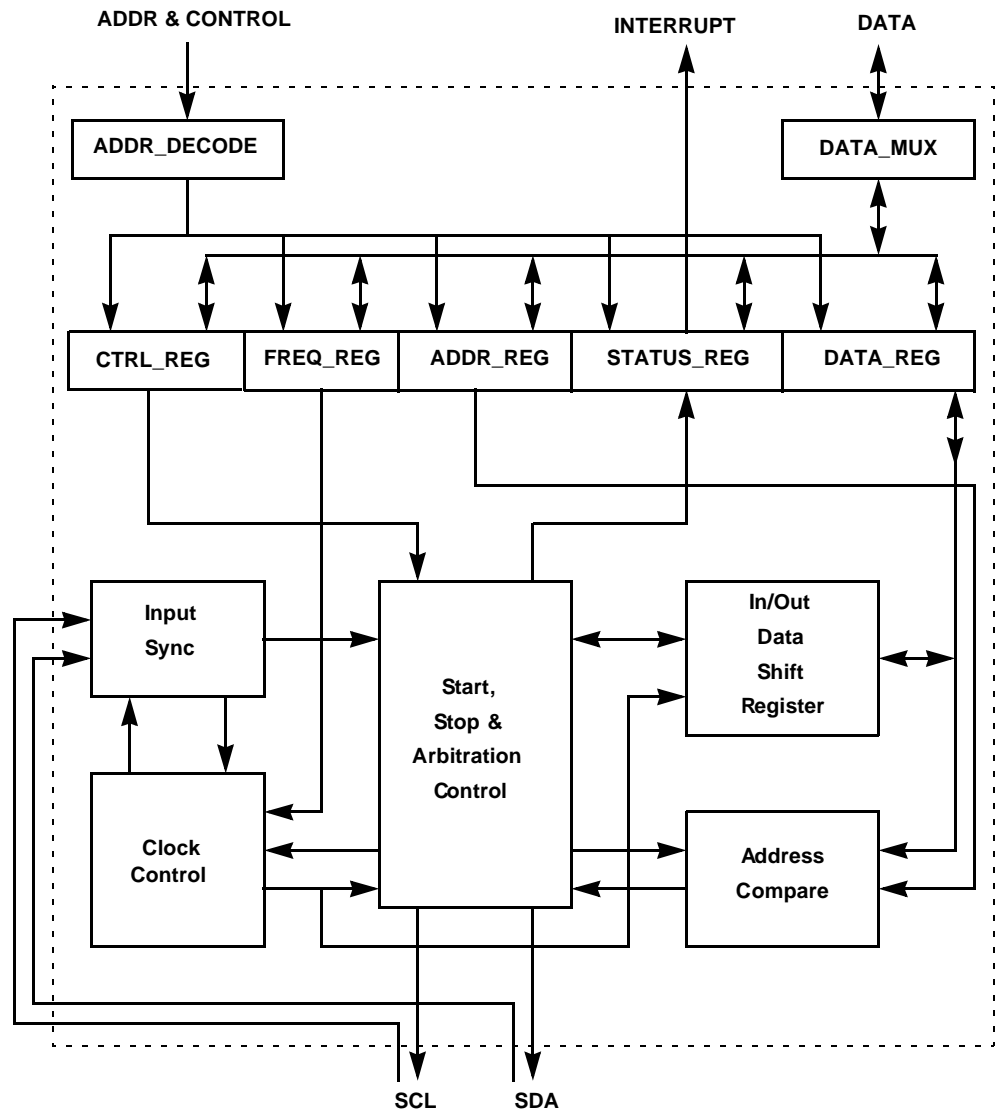 ADDR & CONTROL
INTERRUPT
DATA
ADDR_DECODE
DATA_MUX
CTRL_REG
FREQ_REG
ADDR_REG
STATUS_REG
DATA_REG
Input
Sync
Start,
Stop &
Arbitration
Control
In/Out
Data
Shift
Register
Clock
Control
Address
Compare
SCL
SDA